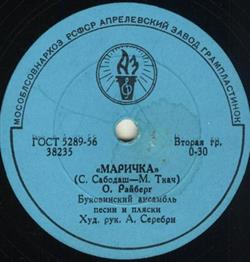 МОСОБЛСОВНАРХОЗ РСФСР АПРЕЛЕВСКИЙ ЗАВОД ГРАМПЛАСТИНОК
АЗ
ГОСТ 5289-56
38235
Вторая гр.
0-30
«МАРИЧКА»
(С. Сабодаш—М. Ткач)
О. Райберг
Буковинский ансамбль
песни и пляски
Худ. рук. А. Серебри